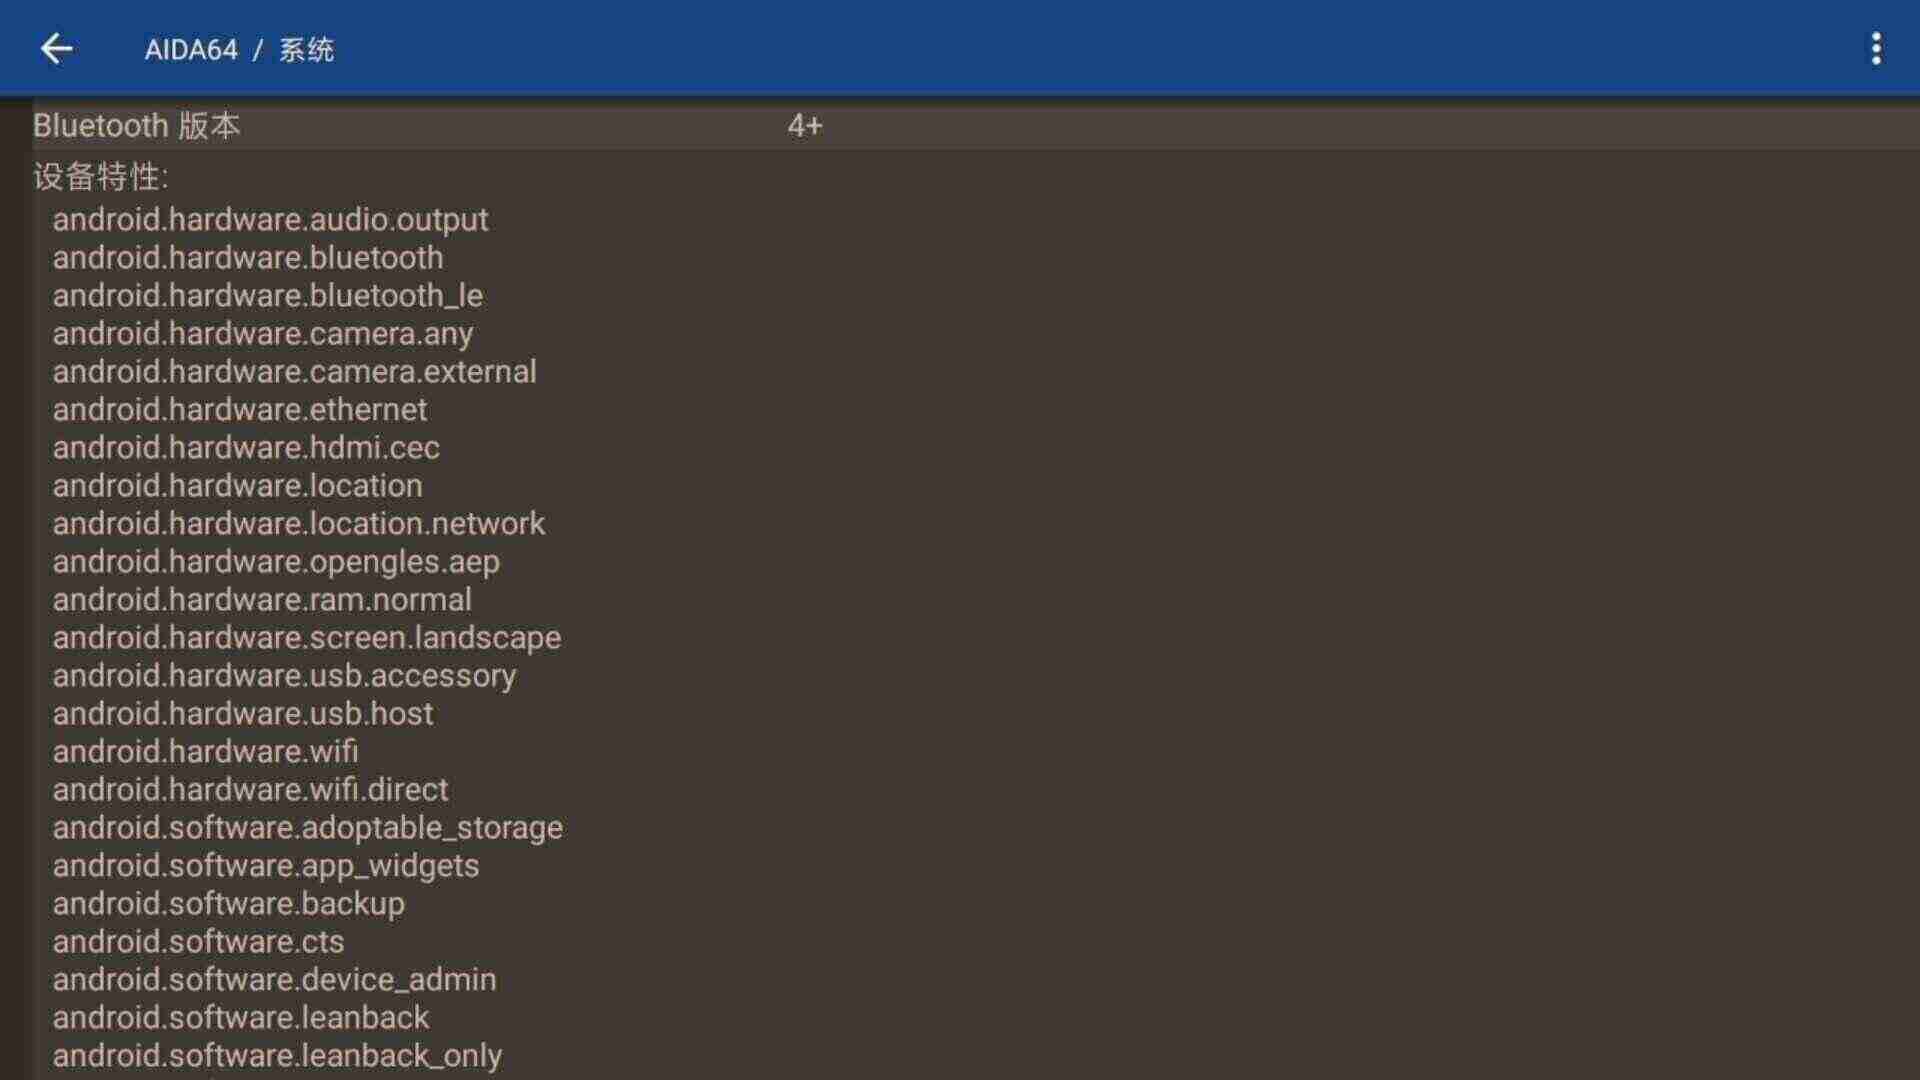 AIDA64 / 系统
Bluetooth 版本 4+
设备特性:
android.hardware.audio.output
android.hardware.bluetooth
android.hardware.bluetooth_le
android.hardware.camera.any
android.hardware.camera.external
android.hardware.ethernet
android.hardware.hdmi.cec
android.hardware.location
android.hardware.location.network
android.hardware.opengles.aep
android.hardware.ram.normal
android.hardware.screen.landscape
android.hardware.usb.accessory
android.hardware.usb.host
android.hardware.wifi
android.hardware.wifi.direct
android.software.adoptable_storage
android.software.app_widgets
android.software.backup
android.software.cts
android.software.device_admin
android.software.leanback
android.software.leanback_only